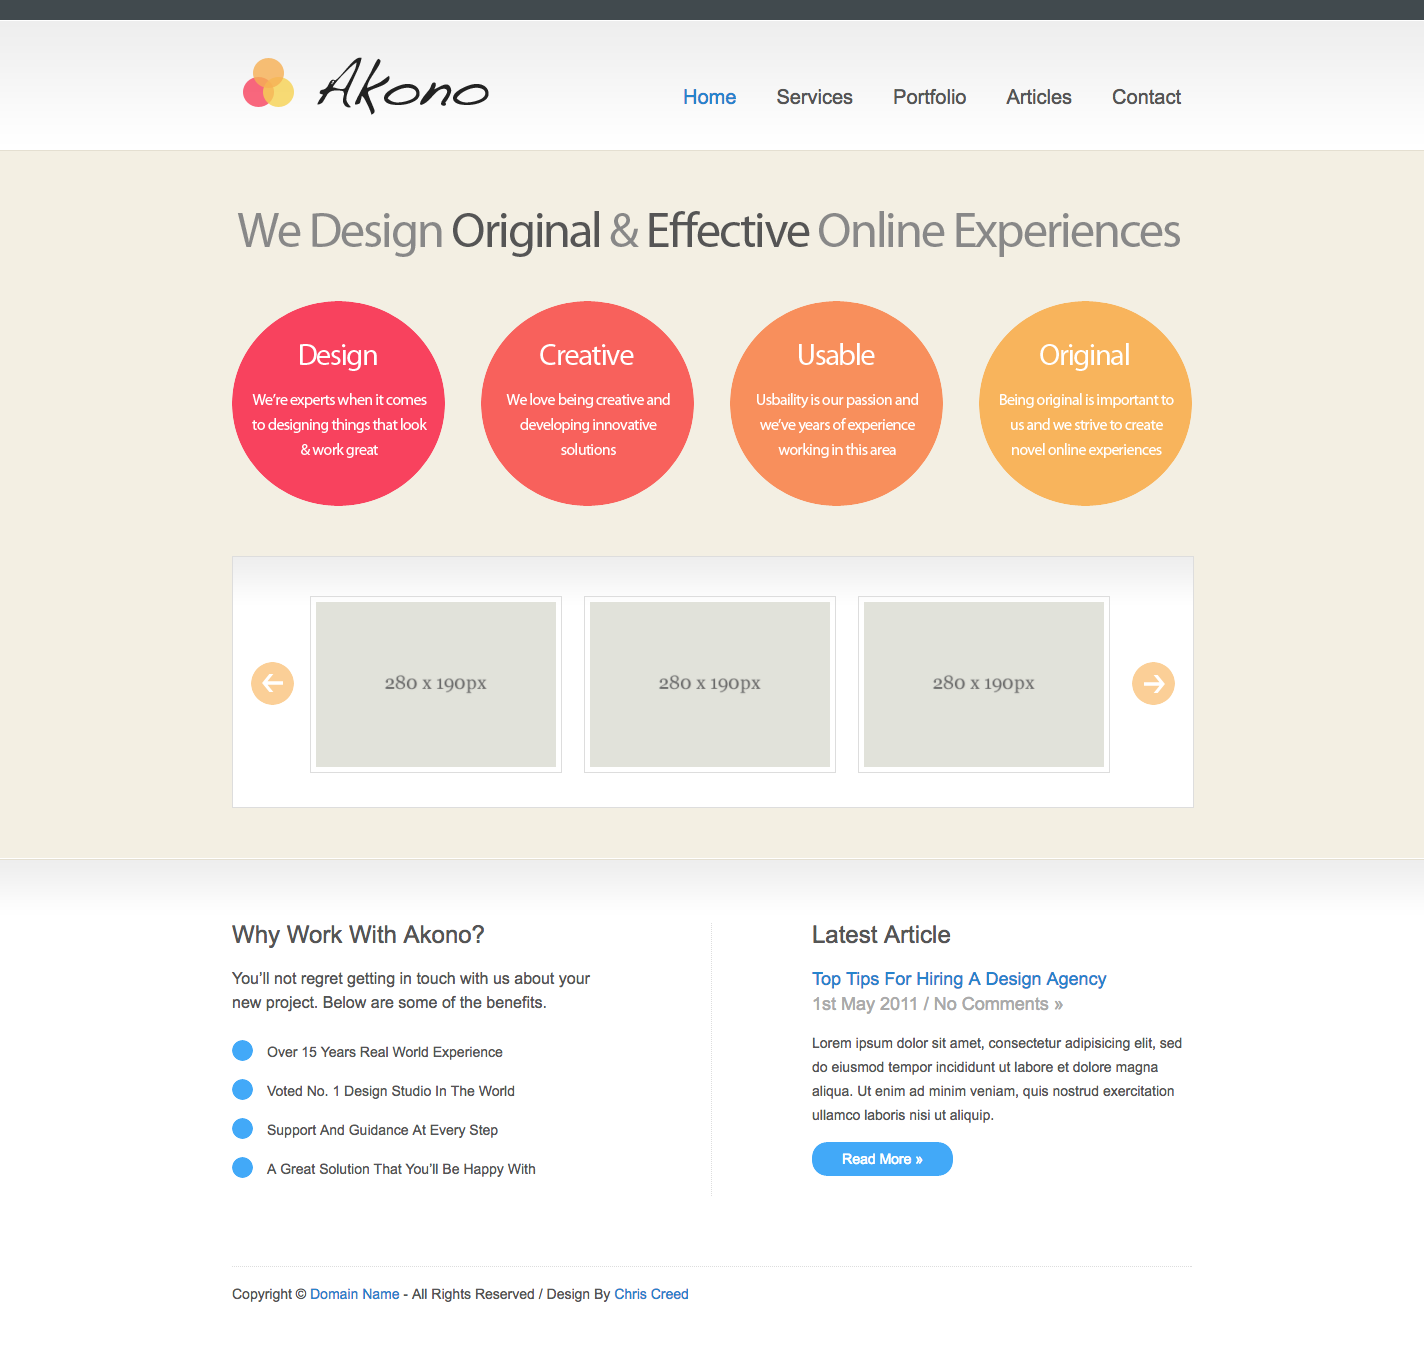 Akono
Home Services Portfolio Articles Contact
We Design Original & Effective Online Experiences
Design
We're experts when it comes
to designing things that look
& work great
Creative
We love being creative and
developing innovative
solutions
Usable
Usbaility is our passion and
we've years of experience
working in this area
Original
Being original is important to
us and we strive to create
novel online experiences
280 x 190px
280 x 190px
280 x 190px
Why Work With Akono?
You'll not regret getting in touch with us about your
new project. Below are some of the benefits.
Over 15 Years Real World Experience
Voted No. 1 Design Studio In The World
Support And Guidance At Every Step
A Great Solution That You'll Be Happy With
Latest Article
Top Tips For Hiring A Design Agency
1st May 2011 / No Comments »
Lorem ipsum dolor sit amet, consectetur adipisicing elit, sed
do eiusmod tempor incididunt ut labore et dolore magna
aliqua. Ut enim ad minim veniam, quis nostrud exercitation
ullamco laboris nisi ut aliquip.
Read More »
Copyright © Domain Name - All Rights Reserved / Design By Chris Creed